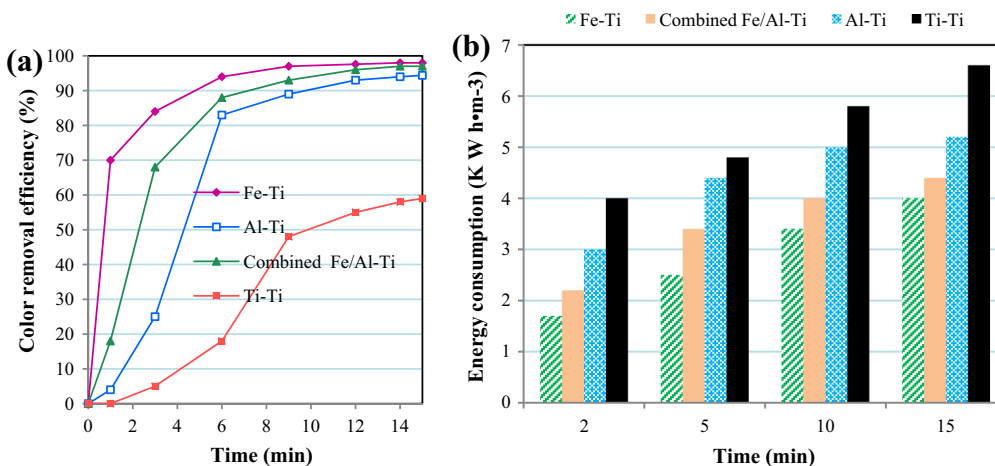 (a)
Color removal efficiency (%)
100
90
80
70
60
50
40
30
20
10
0
0 2 4 6 8 10 12 14
Time (min)
Fe-Ti
Al-Ti
Combined Fe/Al-Ti
Ti-Ti
(b)
Fe-Ti Combined Fe/Al-Ti Al-Ti Ti-Ti
Energy consumption (K W h•m-3)
7
6
5
4
3
2
1
0
2 5 10 15
Time (min)